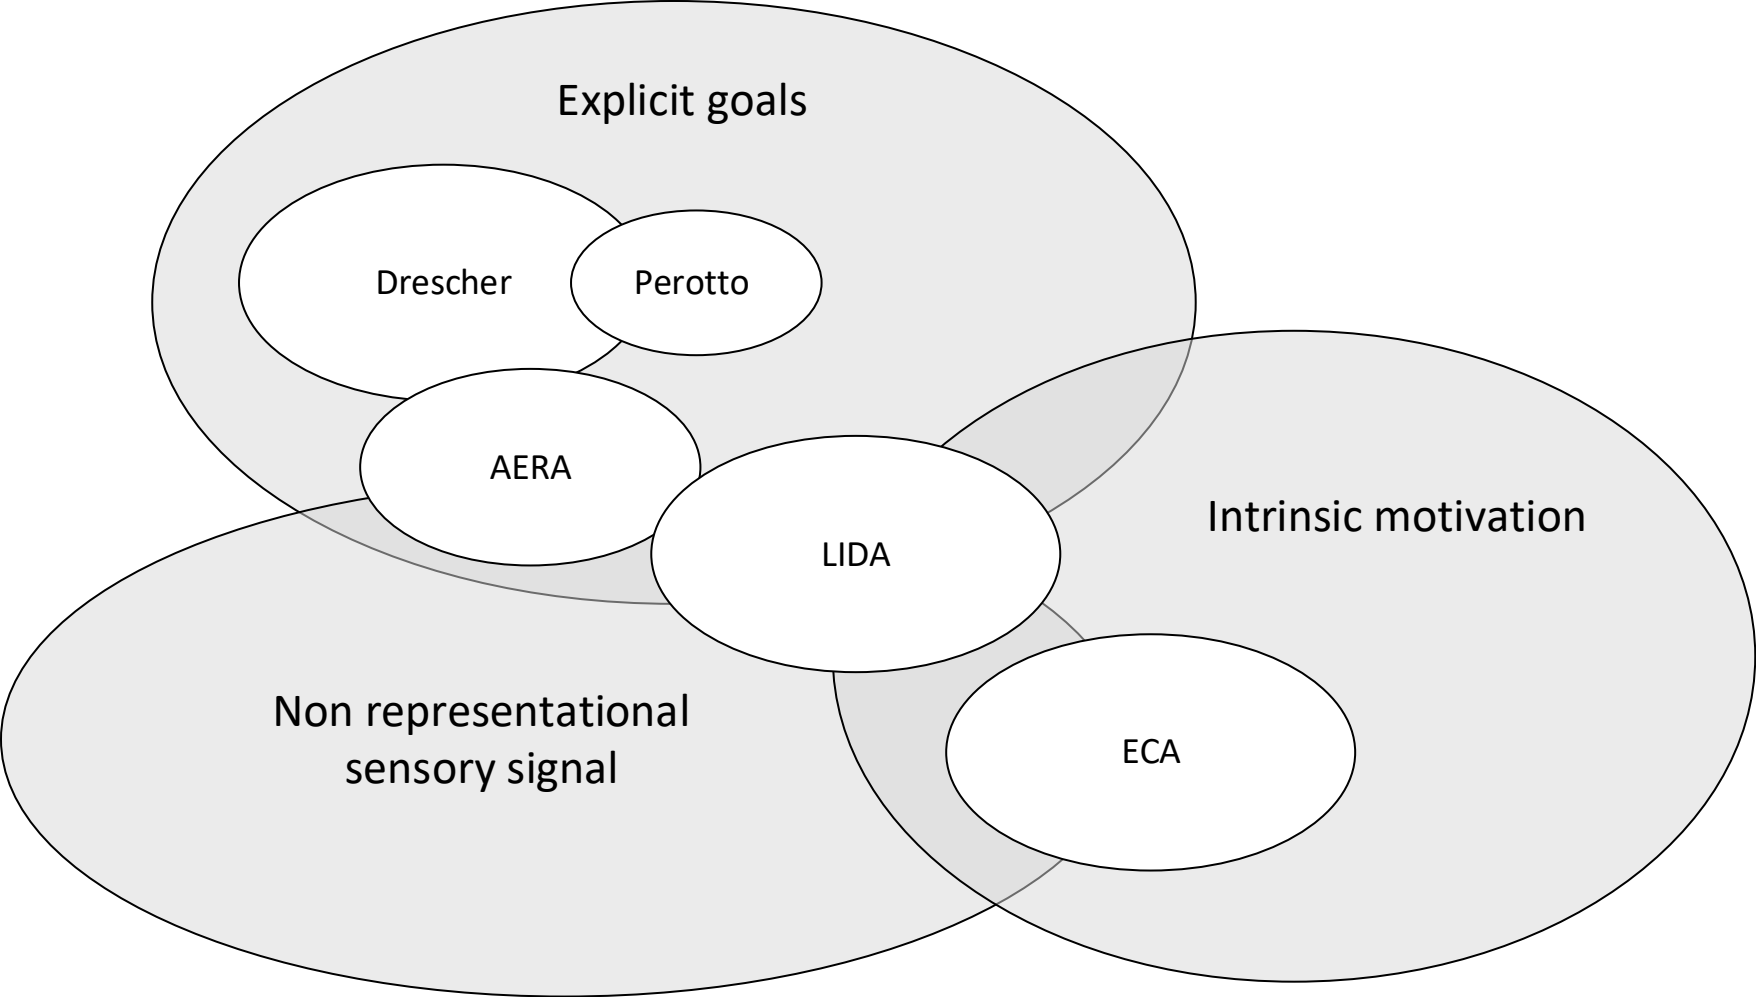 Explicit goals
Drescher
Perotto
AERA
Intrinsic motivation
LIDA
Non representational
sensory signal
ECA